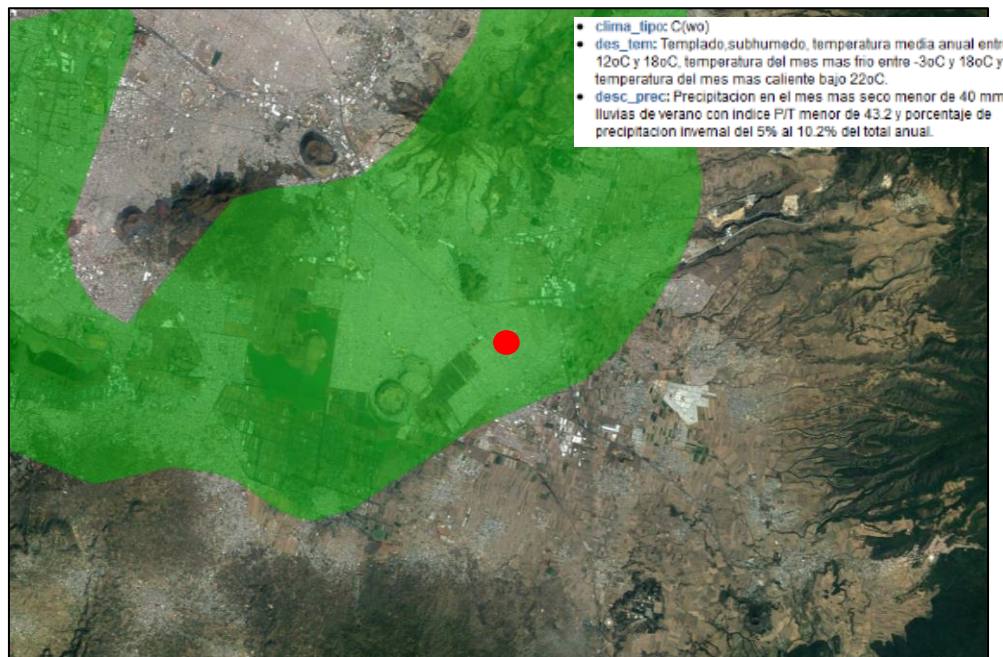 • clima_tipo: C(wo)
• des_tem: Templado,subhumedo, temperatura media anual entr
12oC y 18oC, temperatura del mes mas frio entre -3oC y 18oC y
temperatura del mes mas caliente bajo 22oC.
• desc_prec: Precipitacion en el mes mas seco menor de 40 mm
lluvias de verano con indice P/T menor de 43.2 y porcentaje de
precipitacion invernal del 5% al 10.2% del total anual.